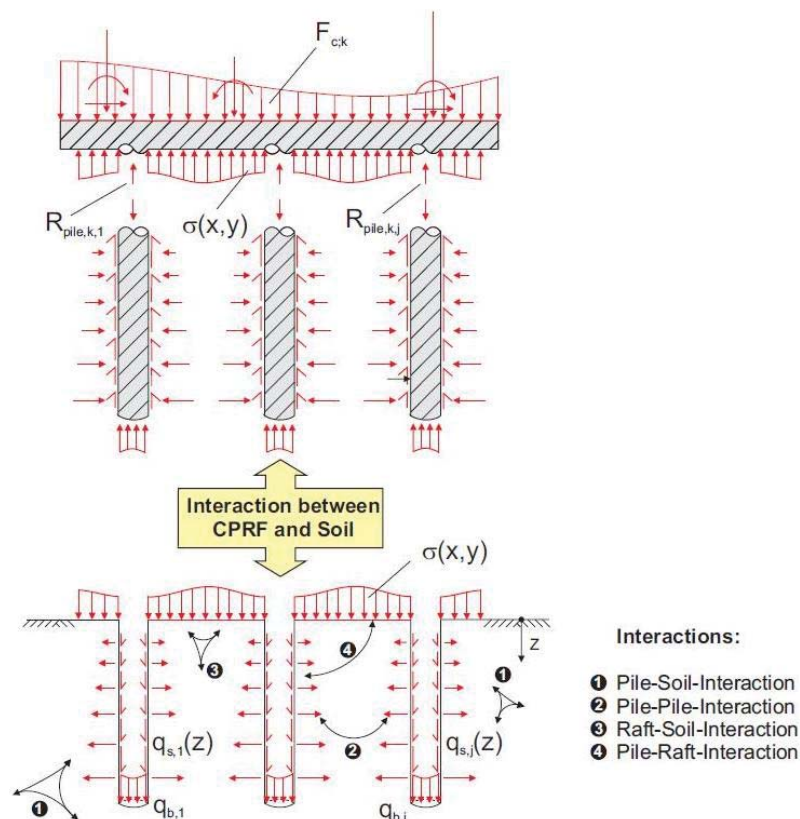 F c;k
R pile,k,1
σ(x,y)
R pile,k,j
Interaction between
CPRF and Soil
σ(x,y)
z
Interactions:
❶ Pile-Soil-Interaction
❷ Pile-Pile-Interaction
❸ Raft-Soil-Interaction
❹ Pile-Raft-Interaction
❹
❸
❶
❷
q s,1 (z)
q s,j (z)
❶
q b,1
q b,j